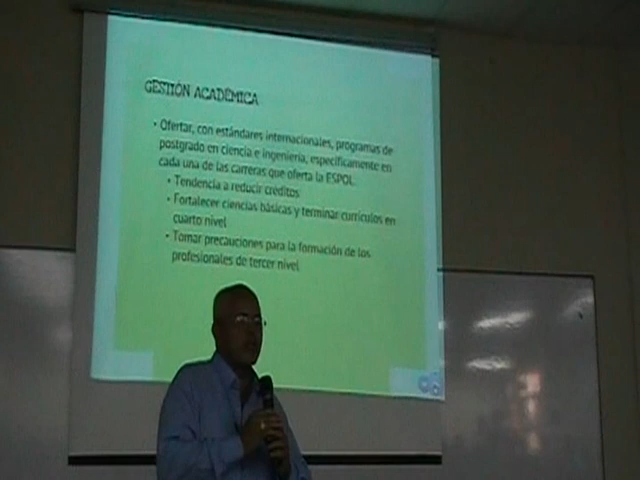 GESTIÓN ACADÉMICA
• Ofertar, con estándares internacionales, programas de
postgrado en ciencia e ingeniería, específicamente en
cada una de las carreras que oferta la ESPOL.
• Tendencia a reducir créditos
• Fortalecer ciencias básicas y terminar currículos en
cuarto nivel
• Tomar precauciones para la formación de los
profesionales de tercer nivel